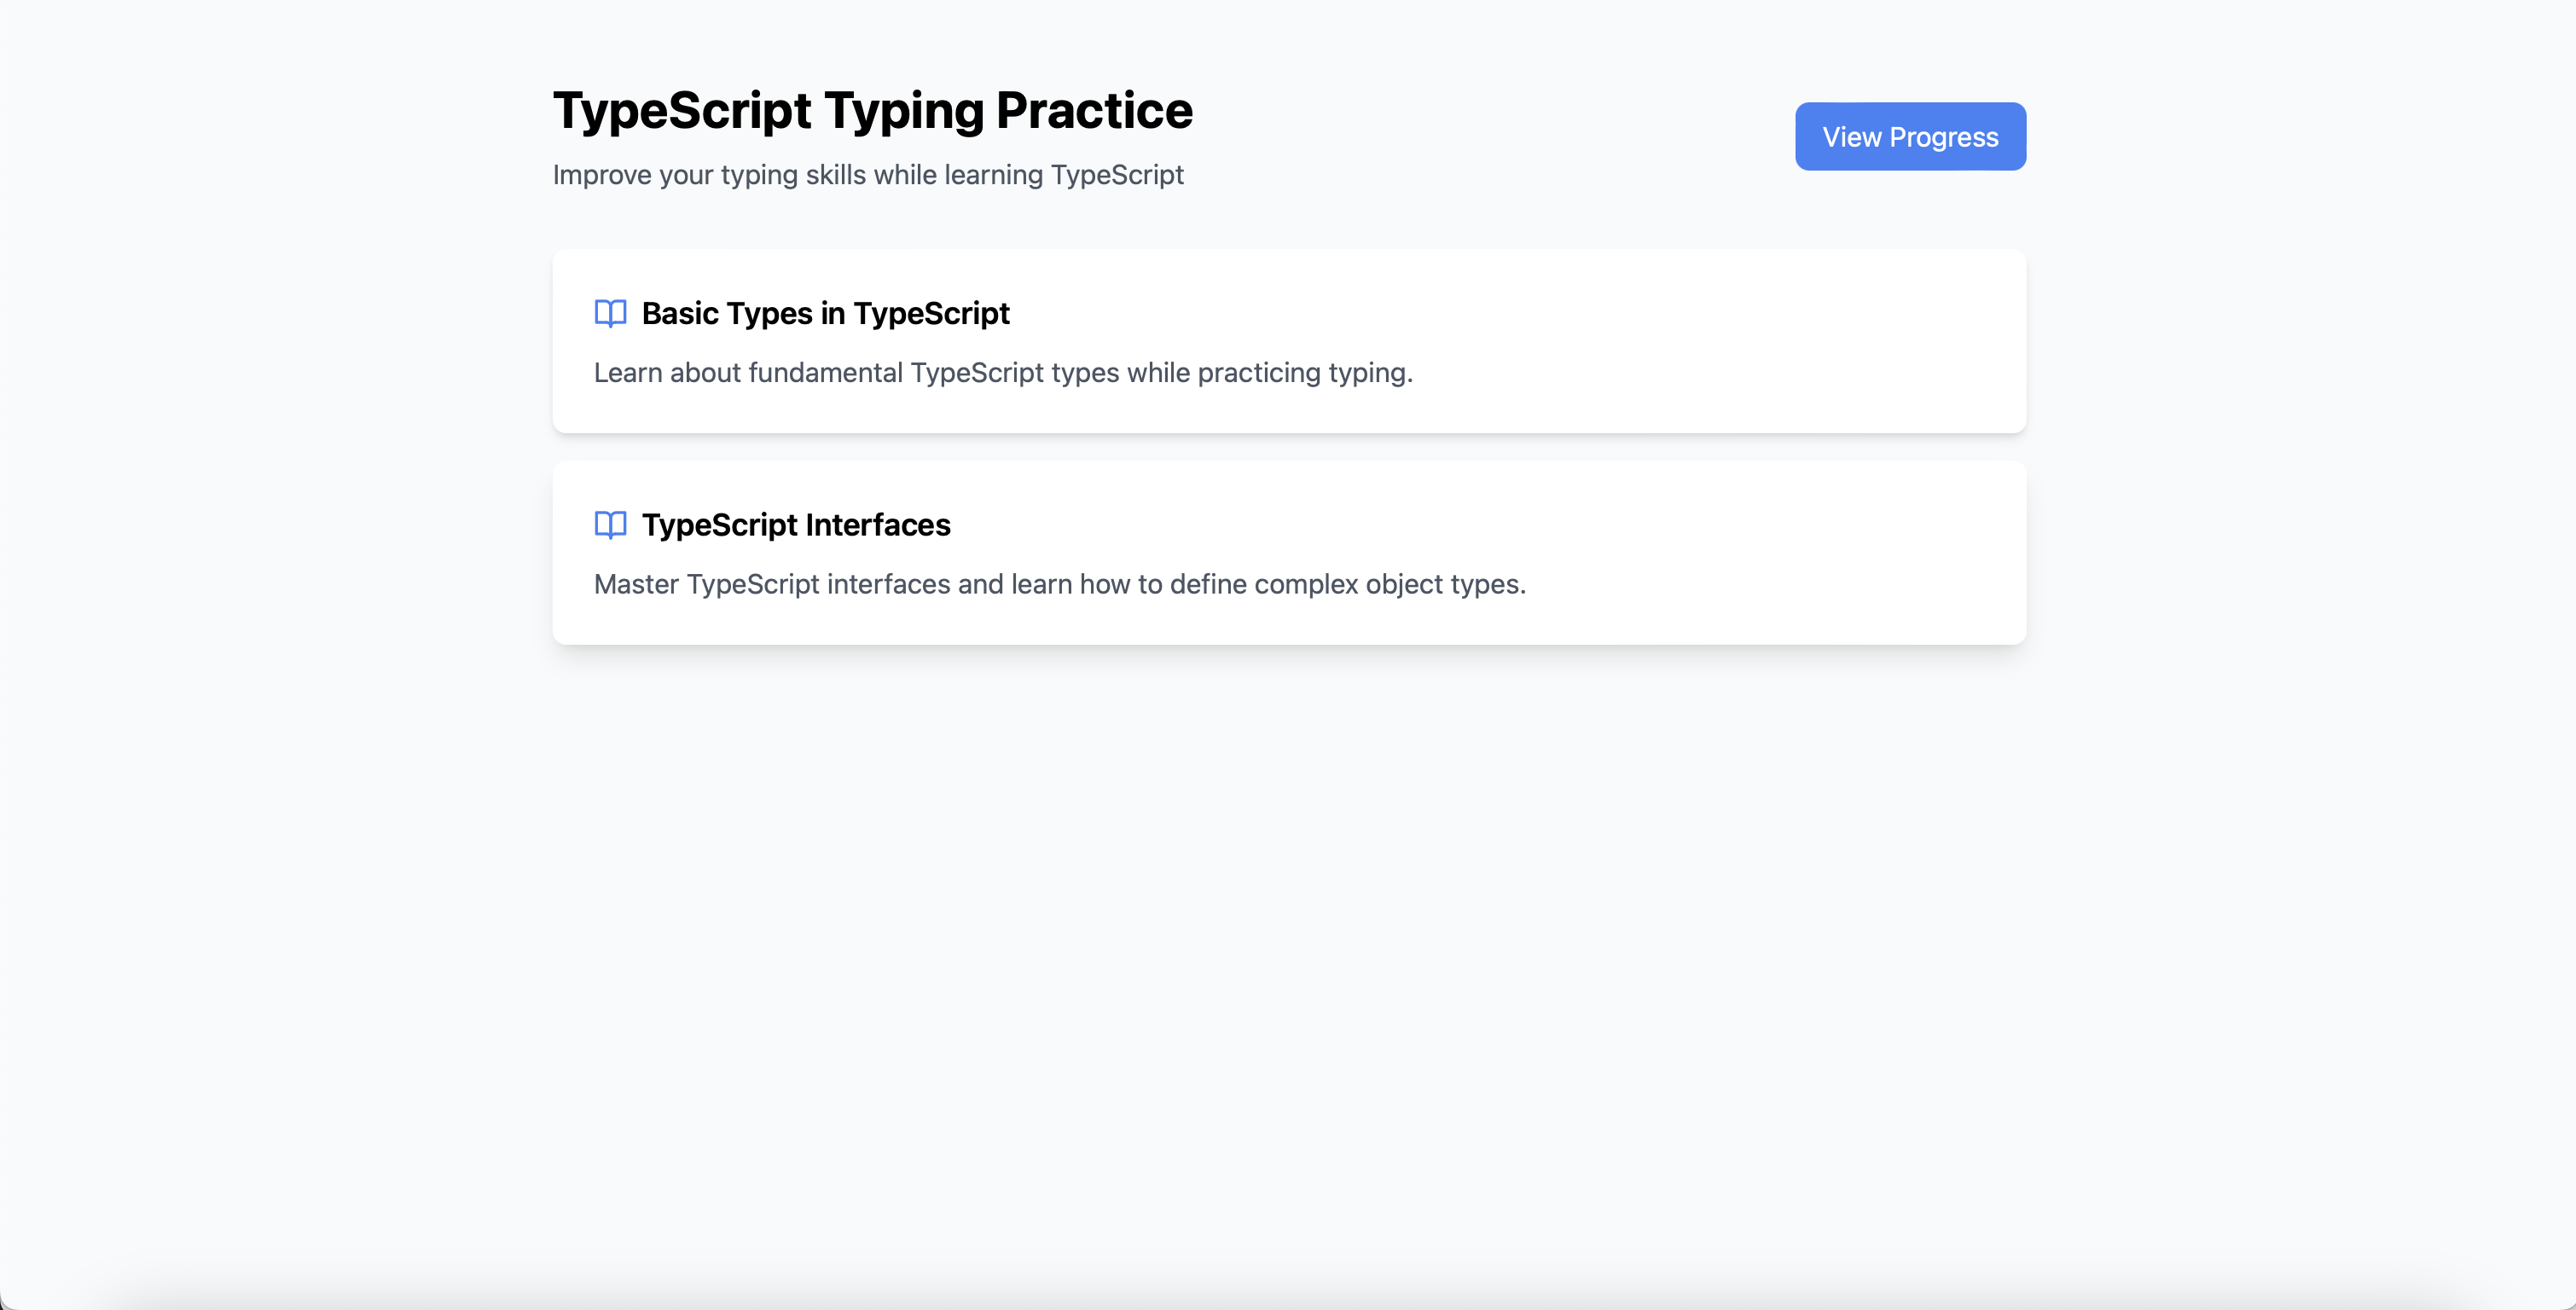 TypeScript Typing Practice
Improve your typing skills while learning TypeScript
View Progress
Basic Types in TypeScript
Learn about fundamental TypeScript types while practicing typing.
TypeScript Interfaces
Master TypeScript interfaces and learn how to define complex object types.